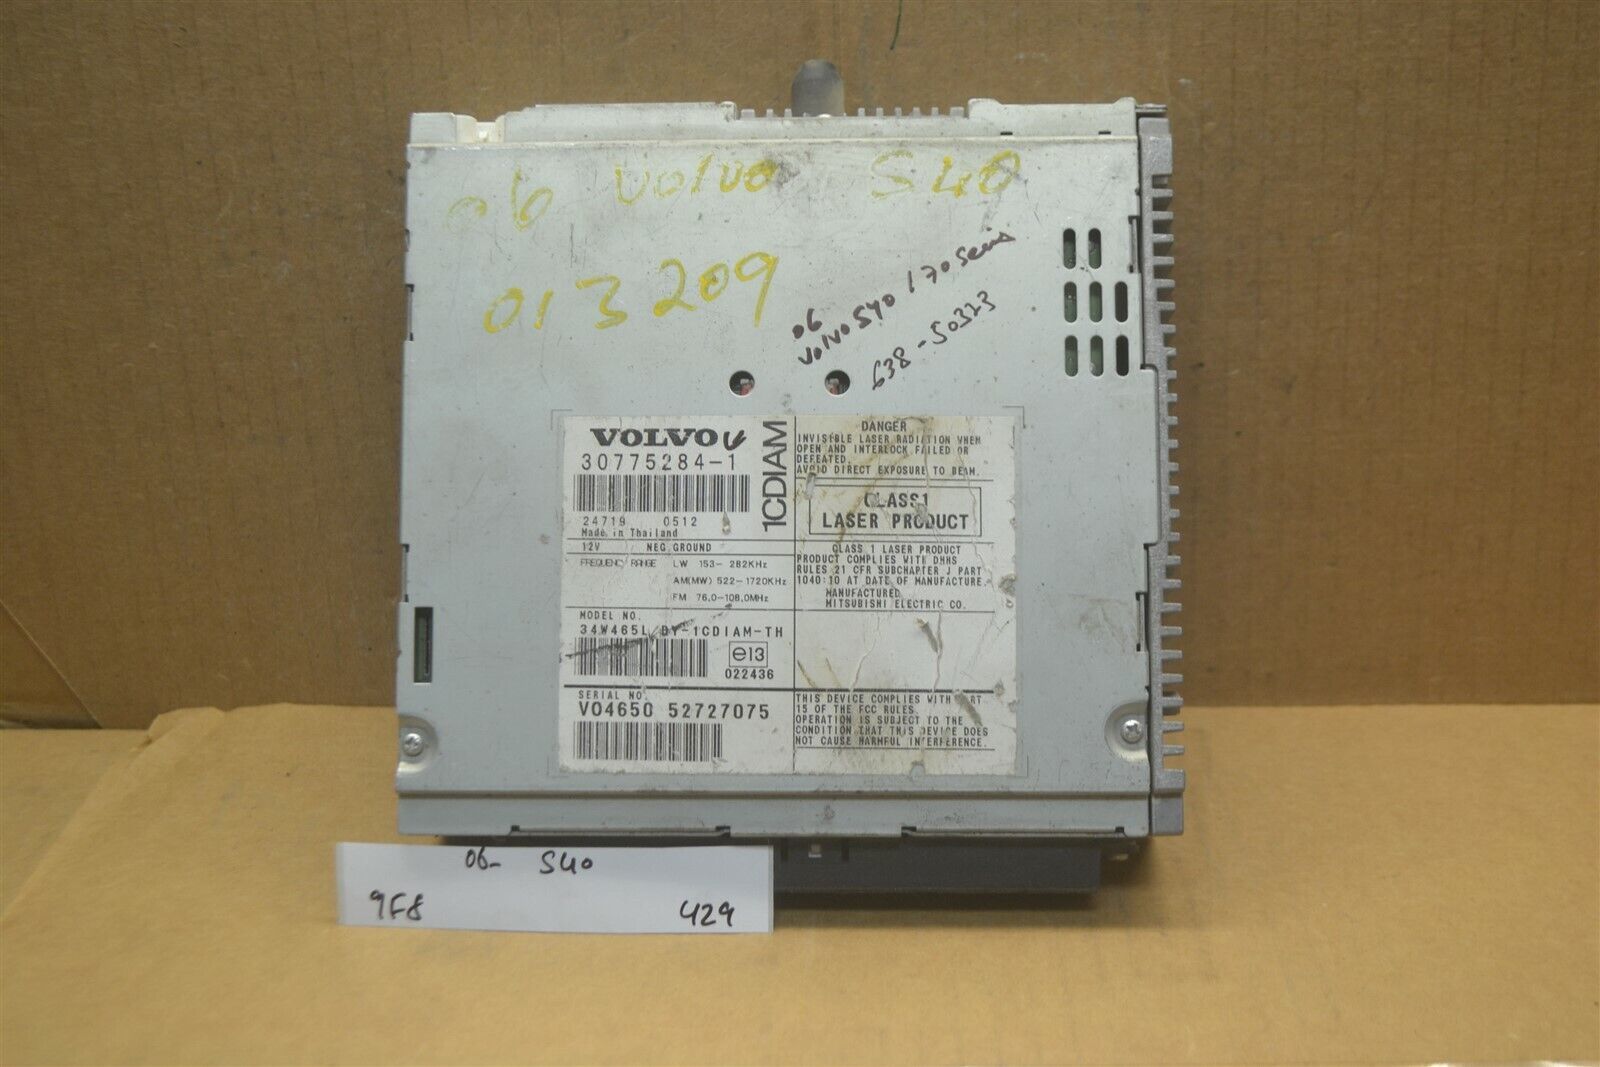 06 Volvo S40
013209
06
Volvo S40 / 70 Series
638-50323
VOLVO
30775284-1
1CDIAM
24719 0512
Made in Thailand
12V NEG GROUND
FREQUENCY RANGE LW 153-282KHz
AM(MW) 522-1720KHz
FM 76.0-108.0MHz
MODEL NO.
34W465L DY-1CDIAM-TH
e13
022436
SERIAL NO.
VO4650 52727075
DANGER
INVISIBLE LASER RADIATION WHEN
OPEN AND INTERLOCK FAILED OR
DEFEATED.
AVOID DIRECT EXPOSURE TO BEAM.
CLASS1
LASER PRODUCT
CLASS 1 LASER PRODUCT
PRODUCT COMPLIES WITH DHHS
RULES 21 CFR SUBCHAPTER J PART
1040:10 AT DATE OF MANUFACTURE.
MANUFACTURED
MITSUBISHI ELECTRIC CO.
THIS DEVICE COMPLIES WITH PART
15 OF THE FCC RULES
OPERATION IS SUBJECT TO THE
CONDITION THAT THIS DEVICE DOES
NOT CAUSE HARMFUL INTERFERENCE.
06- S40
9F8 429